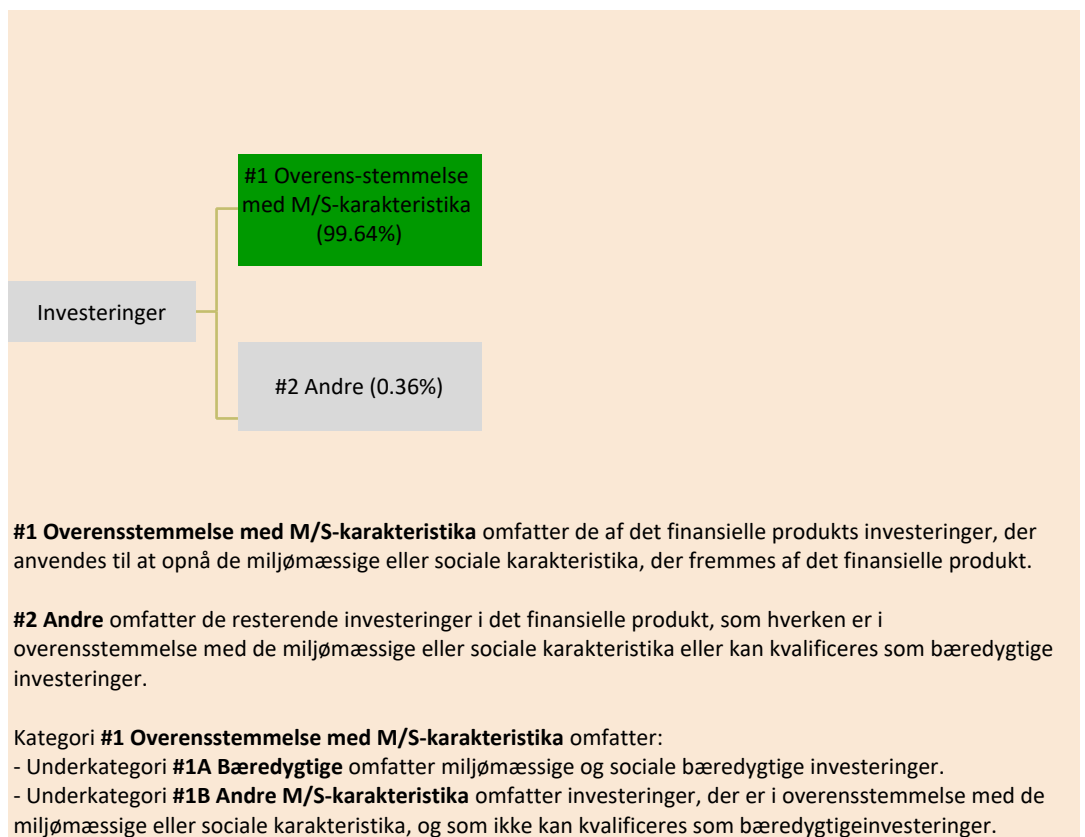 #1 Overens-stemmelse
med M/S-karakteristika
(99.64%)
Investeringer
#2 Andre (0.36%)
#1 Overensstemmelse med M/S-karakteristika omfatter de af det finansielle produkts investeringer, der
anvendes til at opnå de miljømæssige eller sociale karakteristika, der fremmes af det finansielle produkt.
#2 Andre omfatter de resterende investeringer i det finansielle produkt, som hverken er i
overensstemmelse med de miljømæssige eller sociale karakteristika eller kan kvalificeres som bæredygtige
investeringer.
Kategori #1 Overensstemmelse med M/S-karakteristika omfatter:
- Underkategori #1A Bæredygtige omfatter miljømæssige og sociale bæredygtige investeringer.
- Underkategori #1B Andre M/S-karakteristika omfatter investeringer, der er i overensstemmelse med de
miljømæssige eller sociale karakteristika, og som ikke kan kvalificeres som bæredygtigeinvesteringer.